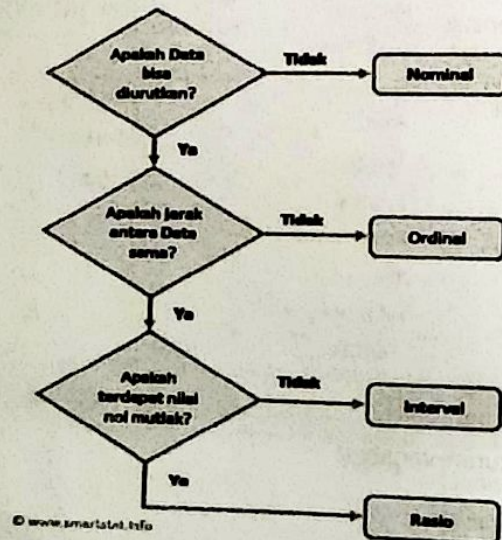 Apakah Data
bisa
diurutkan?
Tidak
Nominal
Ya
Apakah jarak
antara Data
sama?
Tidak
Ordinal
Ya
Apakah
terdapat nilai
nol mutlak?
Tidak
Interval
Ya
Rasio
© www.smartstat.info